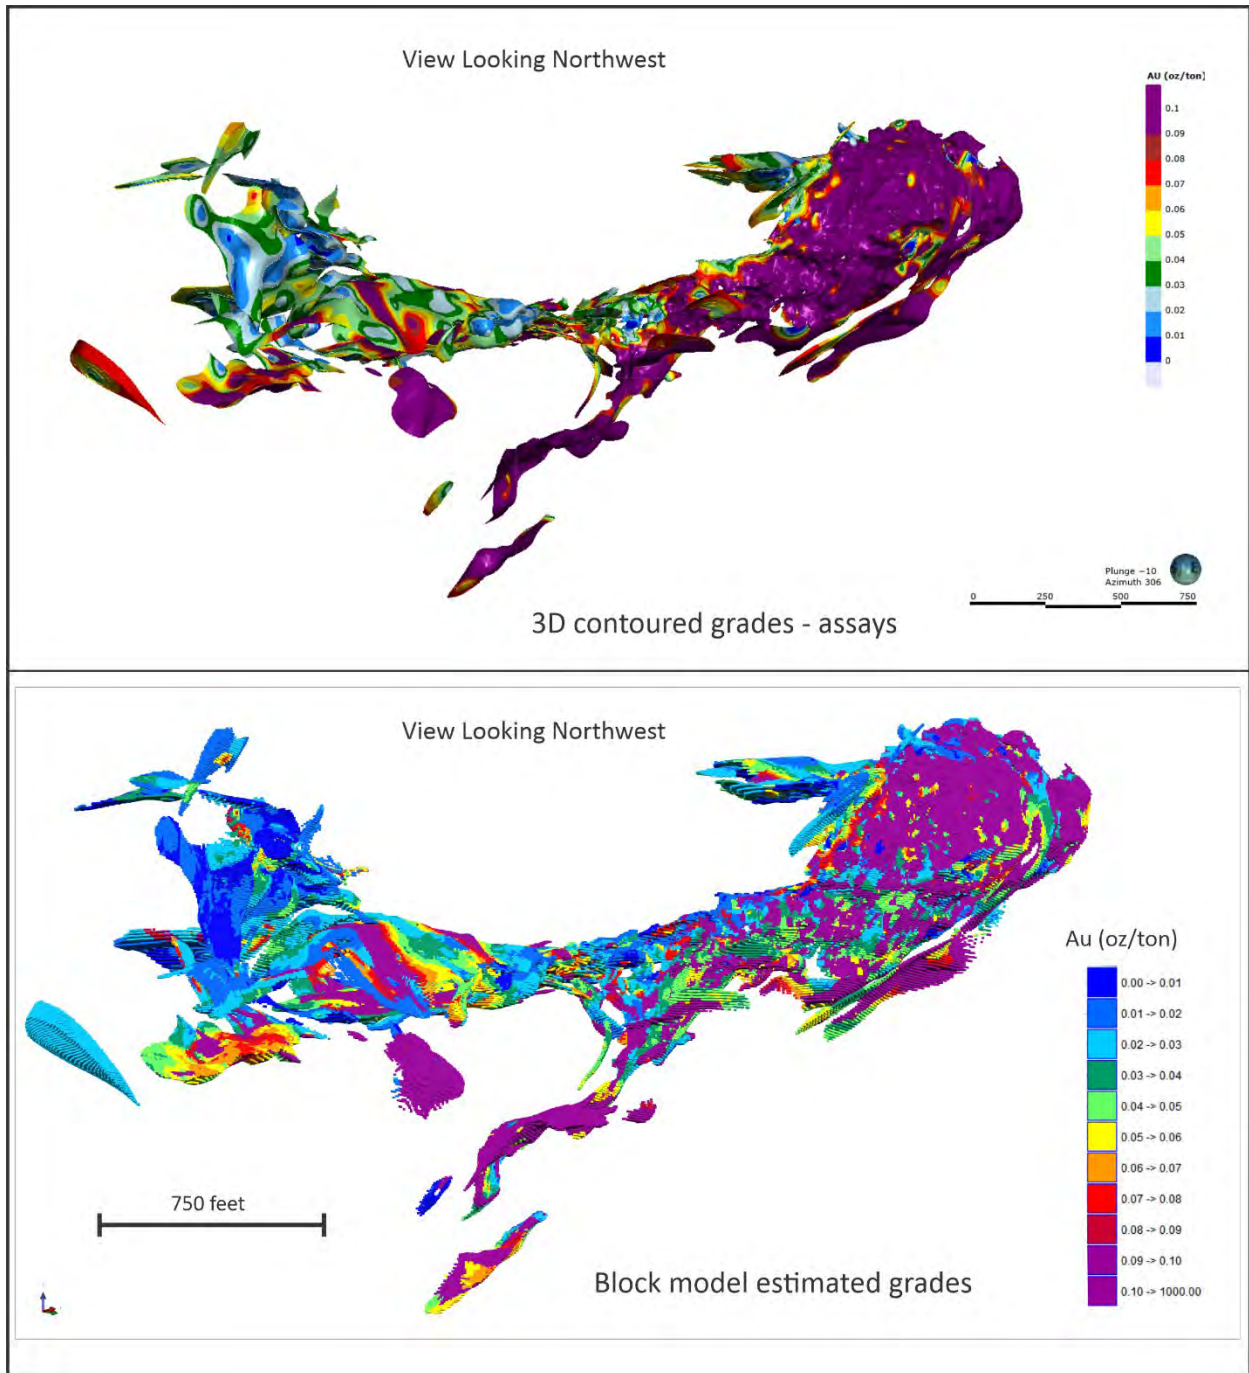 View Looking Northwest
AU (oz/ton)
0.1
0.09
0.08
0.07
0.06
0.05
0.04
0.03
0.02
0.01
0
Plunge −10
Azimuth 306
0 250 500 750
3D contoured grades - assays
View Looking Northwest
Au (oz/ton)
0.00 -> 0.01
0.01 -> 0.02
0.02 -> 0.03
0.03 -> 0.04
0.04 -> 0.05
0.05 -> 0.06
0.06 -> 0.07
0.07 -> 0.08
0.08 -> 0.09
0.09 -> 0.10
0.10 -> 1000.00
750 feet
Block model estimated grades